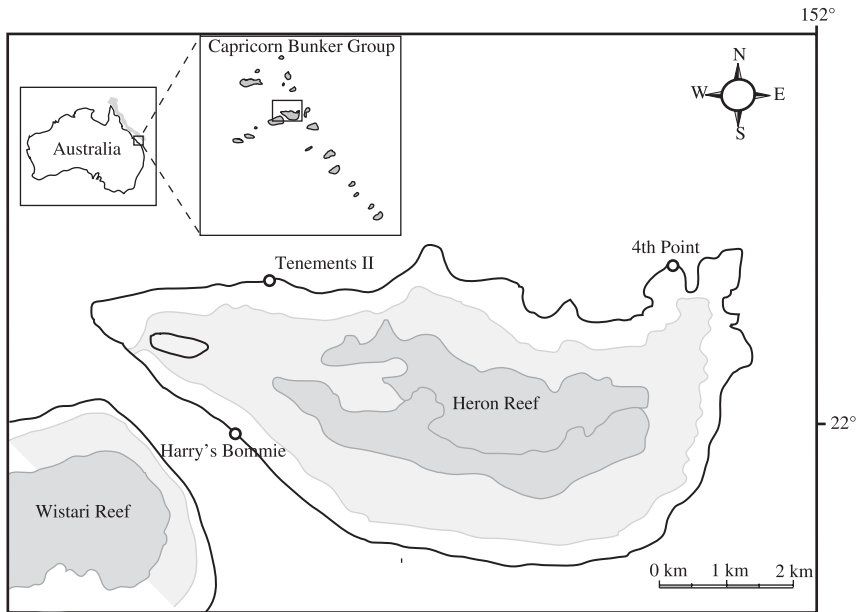 152°
Capricorn Bunker Group
N
W
E
S
Australia
Tenements II
4th Point
Heron Reef
22°
Harry's Bommie
Wistari Reef
0 km 1 km 2 km